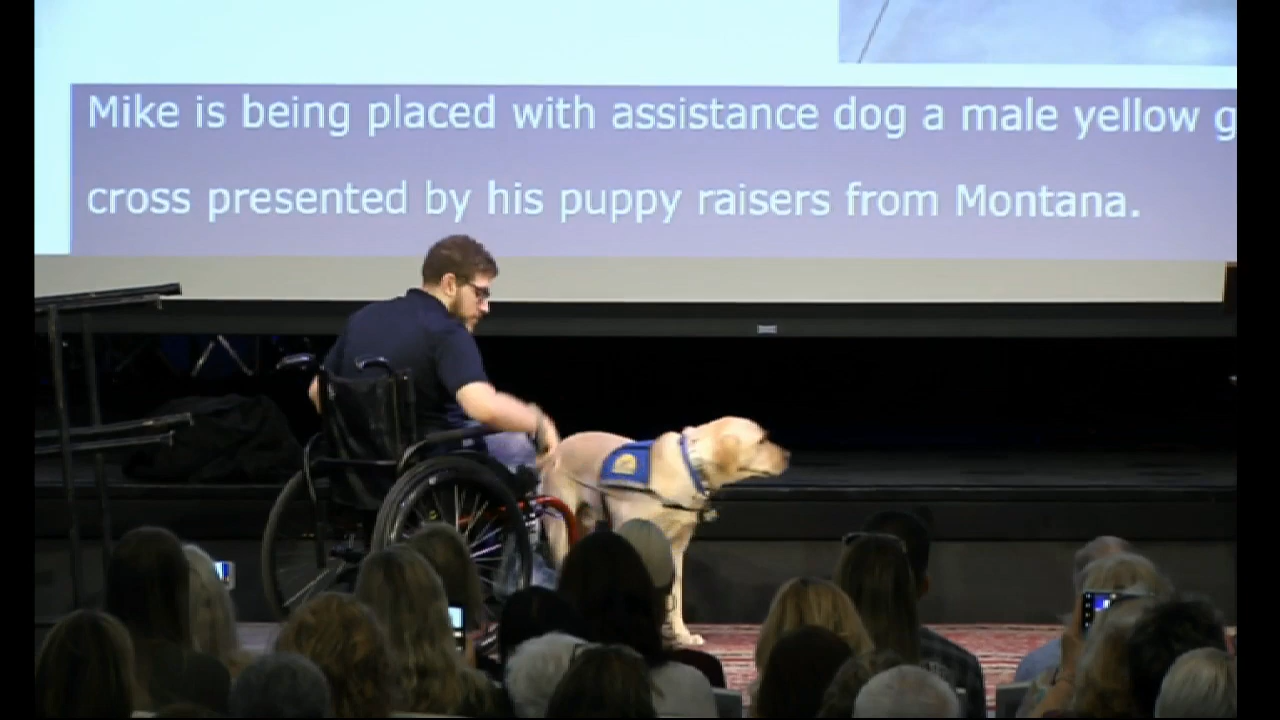 Mike is being placed with assistance dog a male yellow g
cross presented by his puppy raisers from Montana.